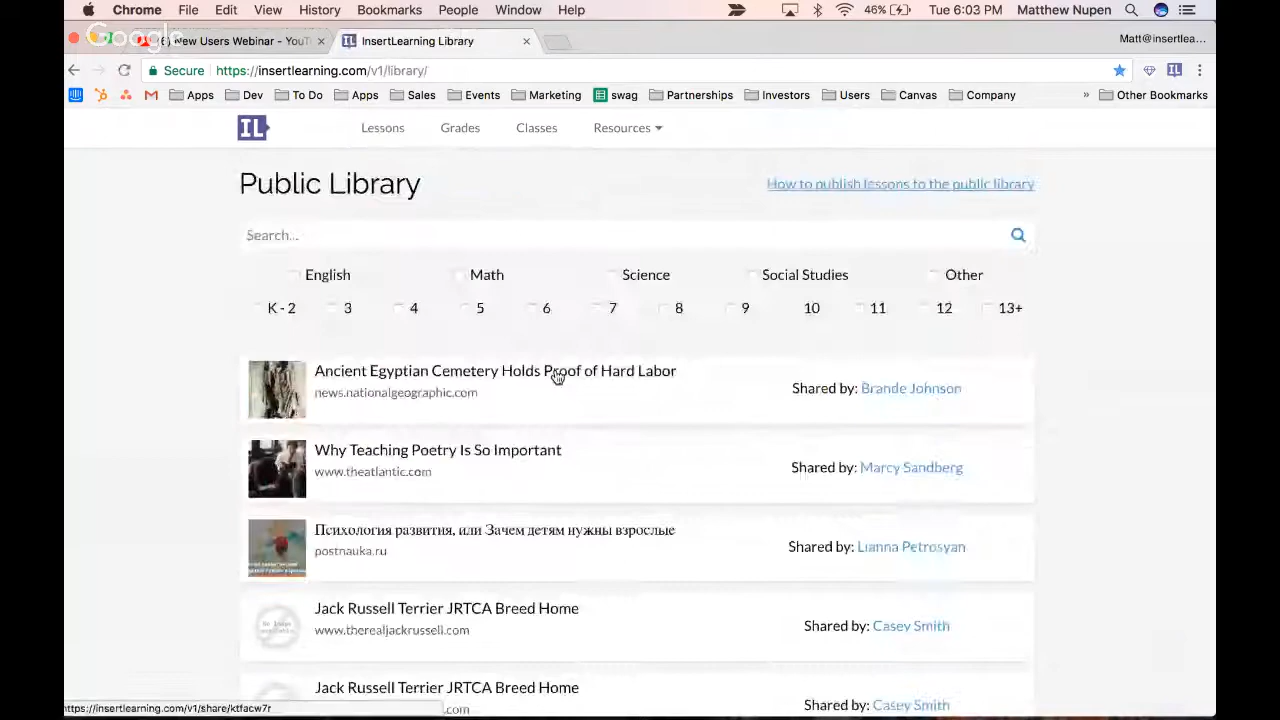 Chrome File Edit View History Bookmarks People Window Help 46% Tue 6:03 PM Matthew Nupen
Google
New Users Webinar - YouT × InsertLearning Library × Matt@insertlea...
Secure https://insertlearning.com/v1/library/
Apps Dev To Do Apps Sales Events Marketing swag Partnerships Investors Users Canvas Company » Other Bookmarks
IL Lessons Grades Classes Resources
Public Library How to publish lessons to the public library
Search...
English Math Science Social Studies Other
K - 2 3 4 5 6 7 8 9 10 11 12 13+
Ancient Egyptian Cemetery Holds Proof of Hard Labor
news.nationalgeographic.com
Shared by: Brande Johnson
Why Teaching Poetry Is So Important
www.theatlantic.com
Shared by: Marcy Sandberg
Психология развития, или Зачем детям нужны взрослые
postnauka.ru
Shared by: Lianna Petrosyan
Jack Russell Terrier JRTCA Breed Home
www.therealjackrussell.com
Shared by: Casey Smith
Jack Russell Terrier JRTCA Breed Home
.com
Shared by: Casey Smith
https://insertlearning.com/v1/share/ktfacw7r